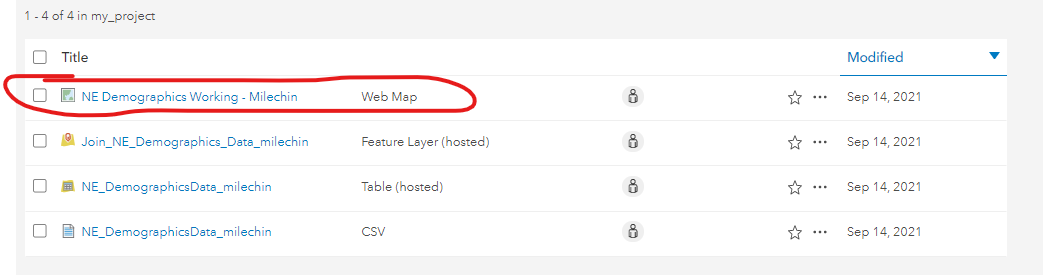 1 - 4 of 4 in my_project
Title Modified
NE Demographics Working - Milechin Web Map Sep 14, 2021
Join_NE_Demographics_Data_milechin Feature Layer (hosted) Sep 14, 2021
NE_DemographicsData_milechin Table (hosted) Sep 14, 2021
NE_DemographicsData_milechin CSV Sep 14, 2021